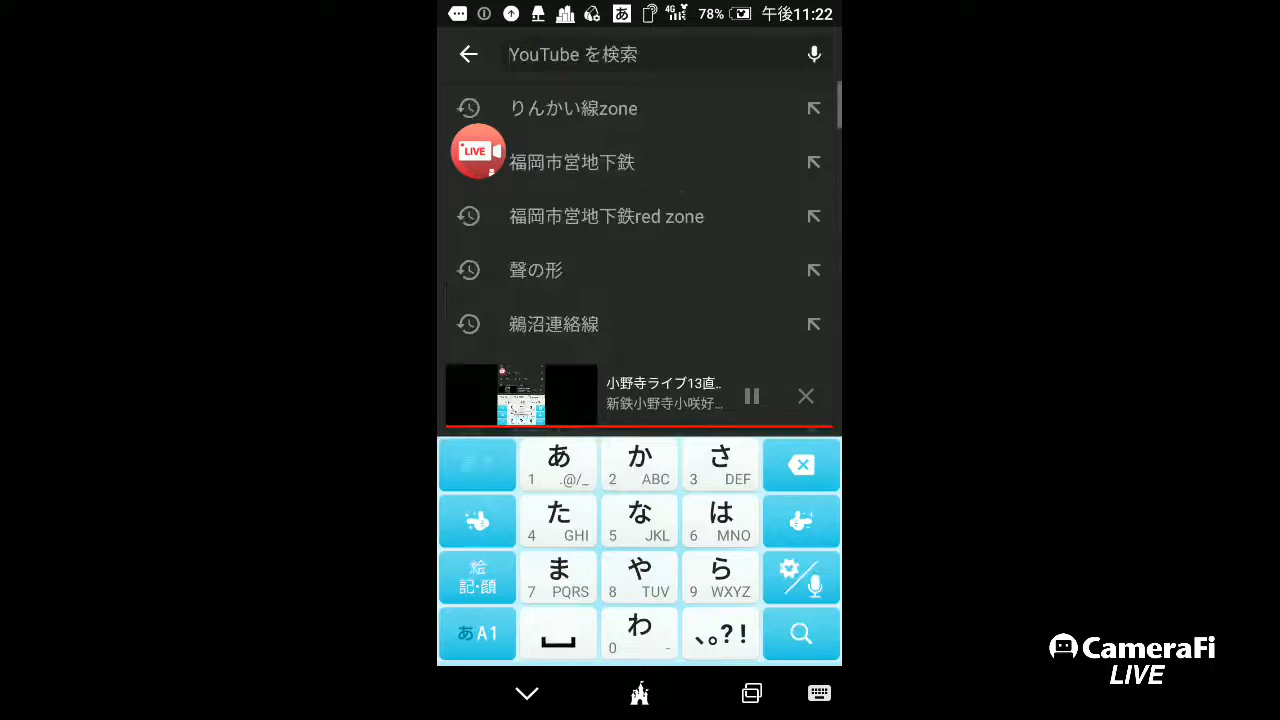 4G 78% 午後11:22
YouTube を検索
りんかい線zone
LIVE
福岡市営地下鉄
福岡市営地下鉄red zone
聲の形
鵜沼連絡線
小野寺ライブ13直..
新鉄小野寺小咲好...
あ か さ
1 .@/_ 2 ABC 3 DEF
た な は
4 GHI 5 JKL 6 MNO
絵 ま や ら
記・顔 7 PQRS 8 TUV 9 WXYZ
あA1 わ 、。?!
0 -
CameraFi
LIVE